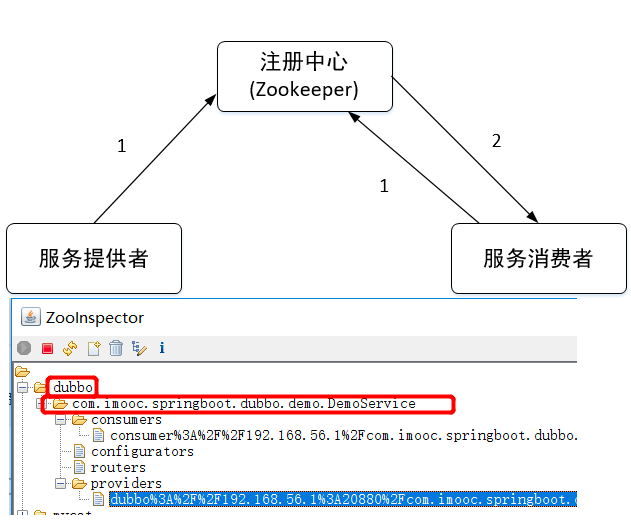 注册中心
(Zookeeper)
1
2
1
服务提供者
服务消费者
ZooInspector
dubbo
com.imooc.springboot.dubbo.demo.DemoService
consumers
consumer%3A%2F%2F192.168.56.1%2Fcom.imooc.springboot.dubbo.
configurators
routers
providers
dubbo%3A%2F%2F192.168.56.1%3A20880%2Fcom.imooc.springboot.